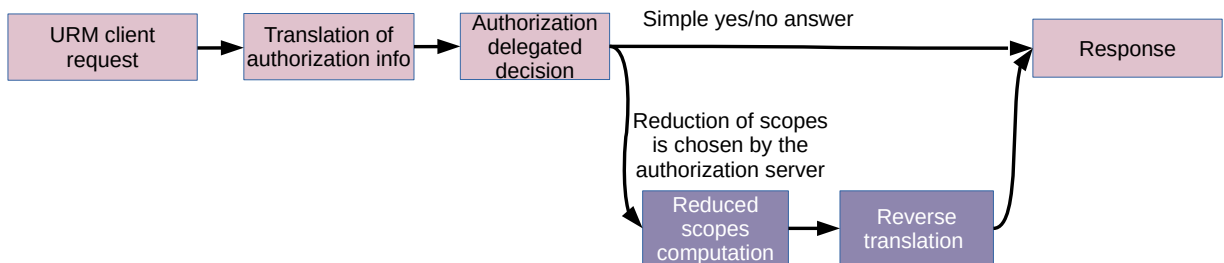 URM client
request
Translation of
authorization info
Authorization
delegated
decision
Simple yes/no answer
Response
Reduction of scopes
is chosen by the
authorization server
Reduced
scopes
computation
Reverse
translation